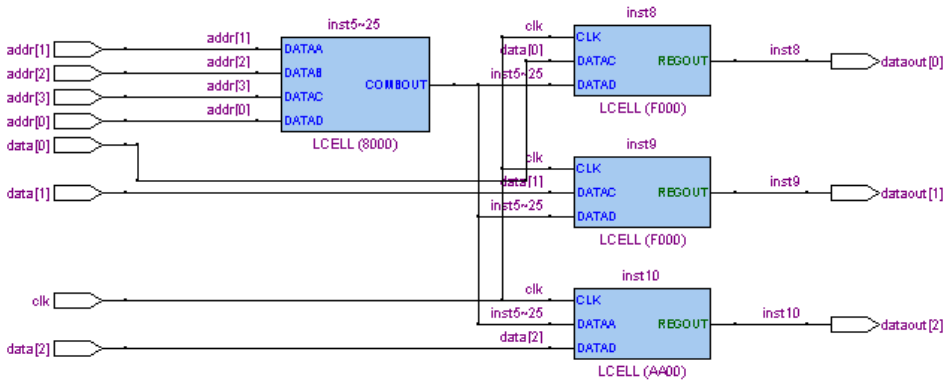 inst8
inst5~25
clk
CLK
addr[1]
addr[1]
DATAA
data[0]
DATAC
REGOUT
inst8
dataout[0]
addr[2]
addr[2]
DATAB
inst5~25
DATAD
addr[3]
addr[3]
DATAC
COMBOUT
LCELL (F000)
addr[0]
addr[0]
DATAD
data[0]
LCELL (8000)
inst9
clk
CLK
data[1]
data[1]
DATAC
REGOUT
inst9
dataout[1]
inst5~25
DATAD
LCELL (F000)
inst10
clk
clk
CLK
inst5~25
DATAA
REGOUT
inst10
dataout[2]
data[2]
data[2]
DATAD
LCELL (AA00)